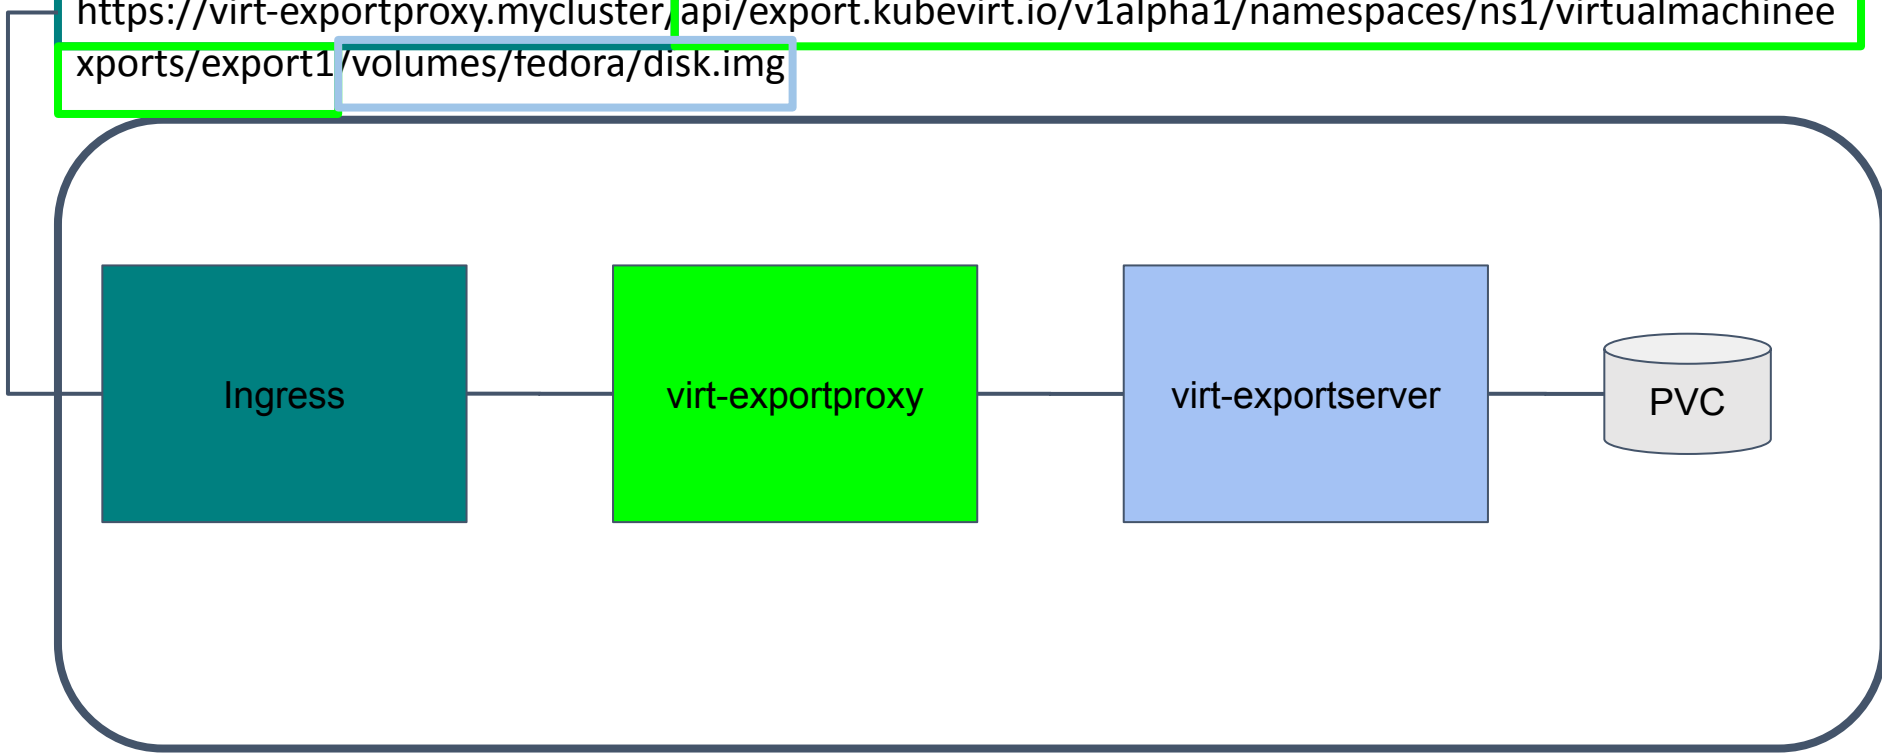 https://virt-exportproxy.mycluster/api/export.kubevirt.io/v1alpha1/namespaces/ns1/virtualmachinee
xports/export1/volumes/fedora/disk.img
Ingress
virt-exportproxy
virt-exportserver
PVC